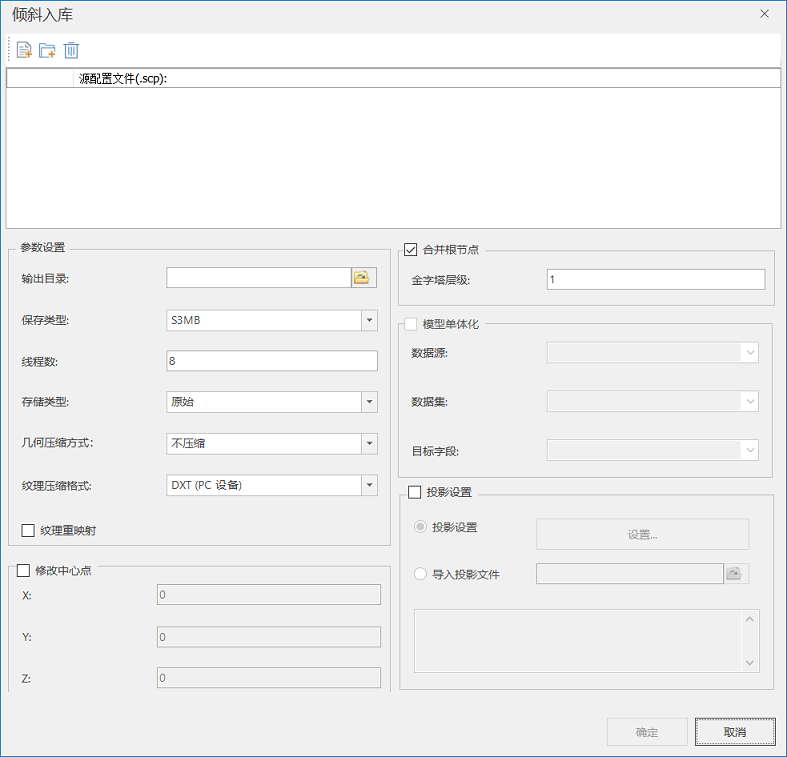 倾斜入库
源配置文件(.scp):
参数设置
输出目录:
保存类型: S3MB
线程数: 8
存储类型: 原始
几何压缩方式: 不压缩
纹理压缩格式: DXT (PC 设备)
纹理重映射
修改中心点
X: 0
Y: 0
Z: 0
合并根节点
金字塔层级: 1
模型单体化
数据源:
数据集:
目标字段:
投影设置
投影设置 设置...
导入投影文件
确定 取消